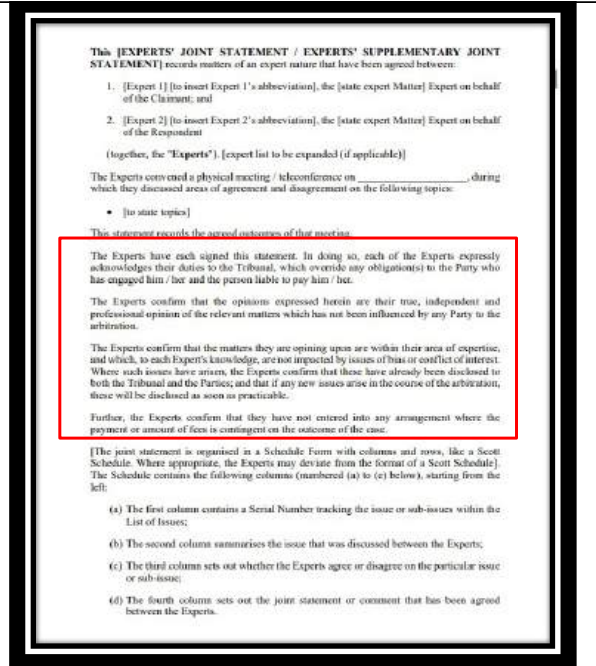 This [EXPERTS' JOINT STATEMENT / EXPERTS' SUPPLEMENTARY JOINT
STATEMENT] records matters of an expert nature that have been agreed between:
1. [Expert 1] [to insert Expert 1's abbreviation], the [state expert Matter] Expert on behalf
of the Claimant; and
2. [Expert 2] [to insert Expert 2's abbreviation], the [state expert Matter] Expert on behalf
of the Respondent
(together, the "Experts"). [expert list to be expanded (if applicable)]
The Experts convened a physical meeting / teleconference on ____________________, during
which they discussed areas of agreement and disagreement on the following topics:
• [to state topics]
This statement records the agreed outcomes of that meeting.
The Experts have each signed this statement. In doing so, each of the Experts expressly
acknowledges their duties to the Tribunal, which override any obligation(s) to the Party who
has engaged him / her and the person liable to pay him / her.
The Experts confirm that the opinions expressed herein are their true, independent and
professional opinion of the relevant matters which has not been influenced by any Party to the
arbitration.
The Experts confirm that the matters they are opining upon are within their area of expertise,
and which, to each Expert's knowledge, are not impacted by issues of bias or conflict of interest.
Where such issues have arisen, the Experts confirm that these have already been disclosed to
both the Tribunal and the Parties; and that if any new issues arise in the course of the arbitration,
these will be disclosed as soon as practicable.
Further, the Experts confirm that they have not entered into any arrangement where the
payment or amount of fees is contingent on the outcome of the case.
[The joint statement is organised in a Schedule Form with columns and rows, like a Scott
Schedule. Where appropriate, the Experts may deviate from the format of a Scott Schedule].
The Schedule contains the following columns (numbered (a) to (e) below), starting from the
left:
(a) The first column contains a Serial Number tracking the issue or sub-issues within the
List of Issues;
(b) The second column summarises the issue that was discussed between the Experts;
(c) The third column sets out whether the Experts agree or disagree on the particular issue
or sub-issue;
(d) The fourth column sets out the joint statement or comment that has been agreed
between the Experts.